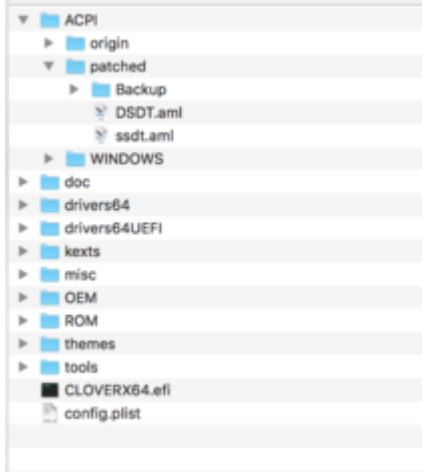 ACPI
origin
patched
Backup
DSDT.aml
ssdt.aml
WINDOWS
doc
drivers64
drivers64UEFI
kexts
misc
OEM
ROM
themes
tools
CLOVERX64.efi
config.plist